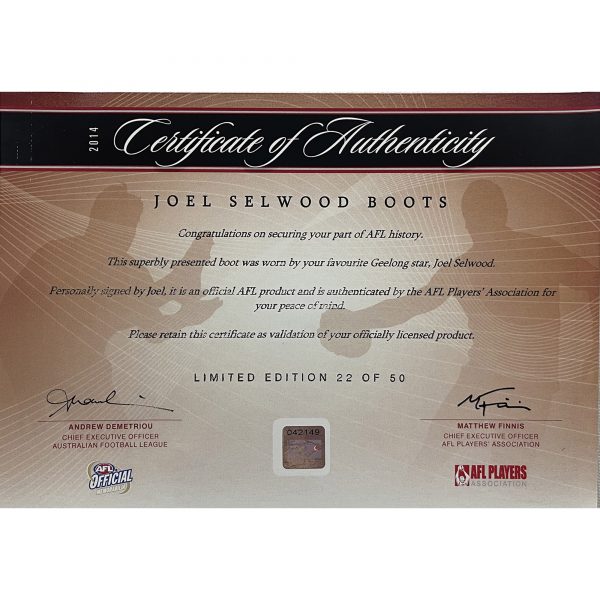 2014
Certificate of Authenticity
JOEL SELWOOD BOOTS
Congratulations on securing your part of AFL history.
This superbly presented boot was worn by your favourite Geelong star, Joel Selwood.
Personally signed by Joel, it is an official AFL product and is authenticated by the AFL Players' Association for
your peace of mind.
Please retain this certificate as validation of your officially licensed product.
LIMITED EDITION 22 OF 50
ANDREW DEMETRIOU
CHIEF EXECUTIVE OFFICER
AUSTRALIAN FOOTBALL LEAGUE
042149
MATTHEW FINNIS
CHIEF EXECUTIVE OFFICER
AFL PLAYERS' ASSOCIATION
AFL
OFFICIAL
AFL PLAYERS
ASSOCIATION